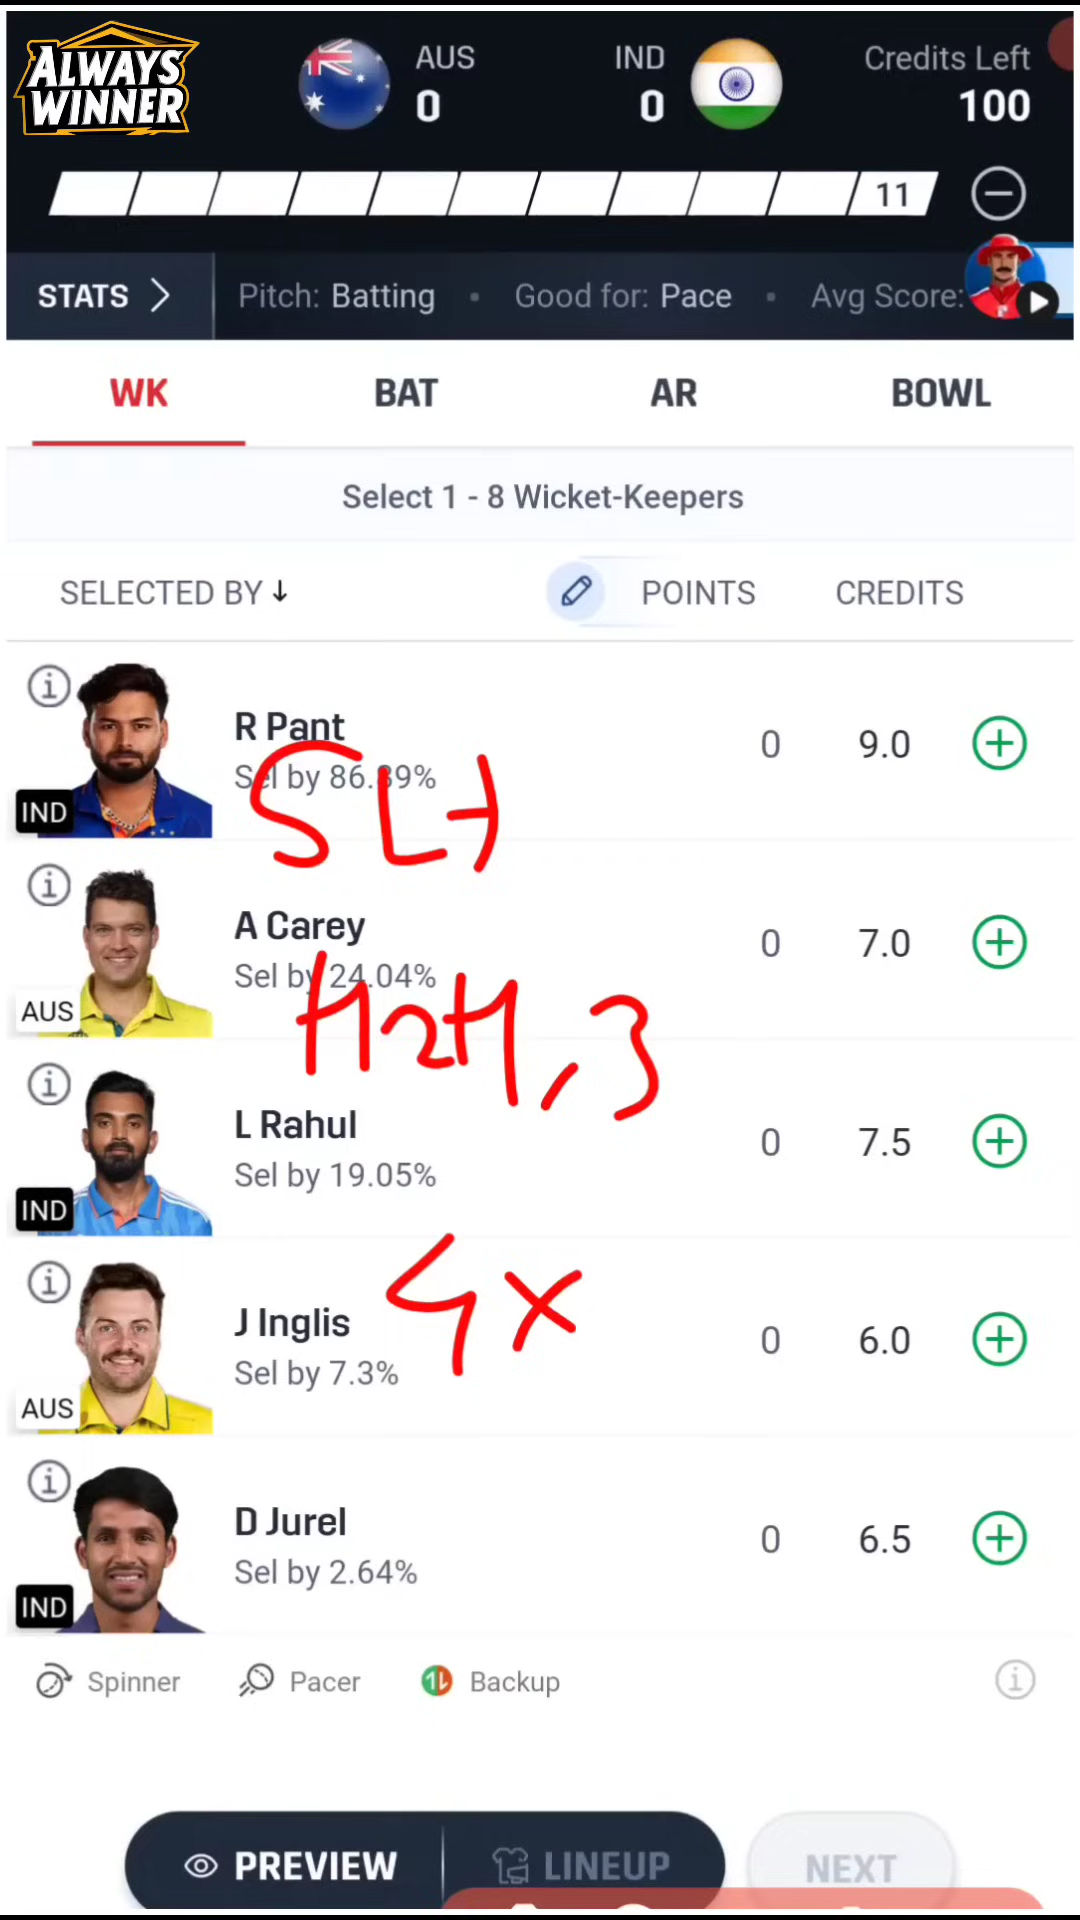 ALWAYS
WINNER
AUS
0
IND
0
Credits Left
100
11
STATS
Pitch: Batting • Good for: Pace • Avg Score:
WK BAT AR BOWL
Select 1 - 8 Wicket-Keepers
SELECTED BY ↓ POINTS CREDITS
R Pant
Sel by 86.39%
IND
0 9.0
SLH
A Carey
Sel by 24.04%
AUS
0 7.0
H2H, 3
L Rahul
Sel by 19.05%
IND
0 7.5
4x
J Inglis
Sel by 7.3%
AUS
0 6.0
D Jurel
Sel by 2.64%
IND
0 6.5
Spinner Pacer Backup
PREVIEW LINEUP NEXT